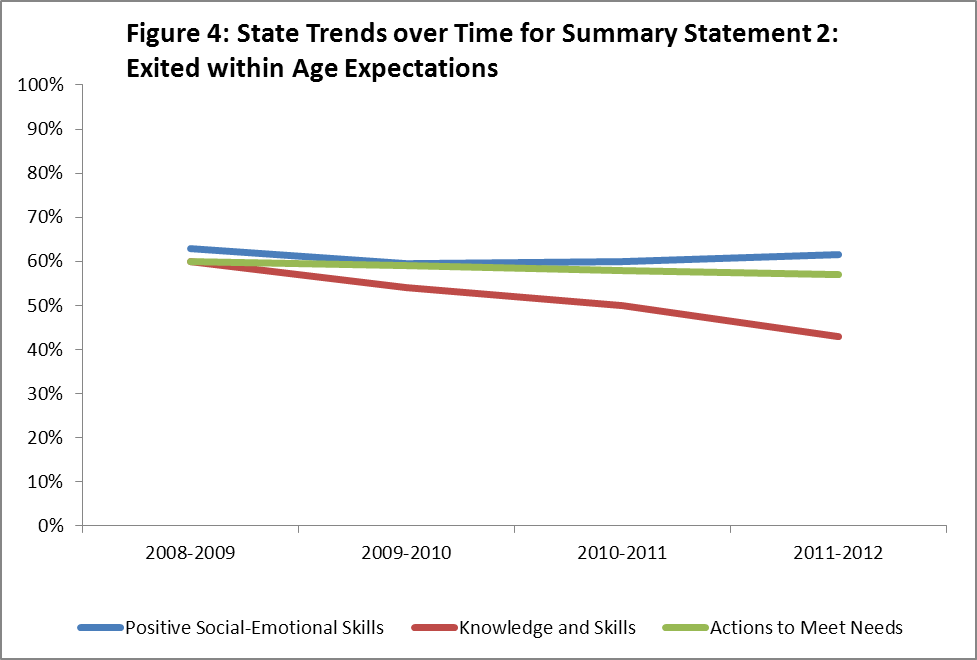 Figure 4: State Trends over Time for Summary Statement 2:
Exited within Age Expectations
100%
90%
80%
70%
60%
50%
40%
30%
20%
10%
0%
2008-2009 2009-2010 2010-2011 2011-2012
Positive Social-Emotional Skills Knowledge and Skills Actions to Meet Needs